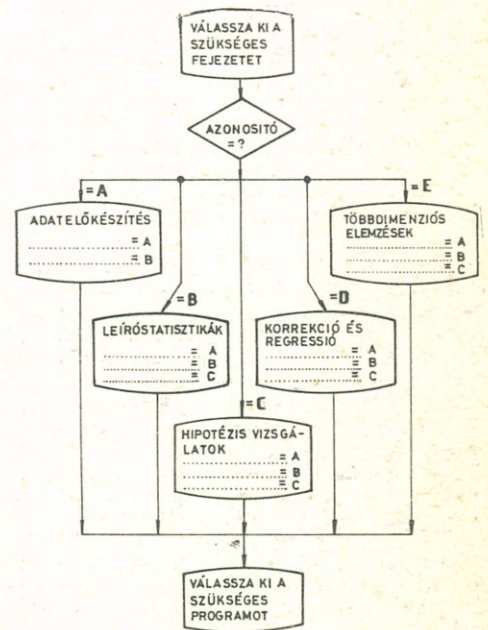 VÁLASSZA KI A
SZÜKSÉGES
FEJEZETET
AZONOSITÓ
= ?
= A
ADATELŐKÉSZÍTÉS
= A
= B
= B
LEÍRÓSTATISZTIKÁK
= A
= B
= C
= C
HIPOTÉZIS VIZSGÁ-
LATOK
= A
= B
= C
= D
KORREKCIÓ ÉS
REGRESSIÓ
= A
= B
= C
= E
TÖBBDIMENZIÓS
ELEMZÉSEK
= A
= B
= C
VÁLASSZA KI A
SZÜKSÉGES
PROGRAMOT